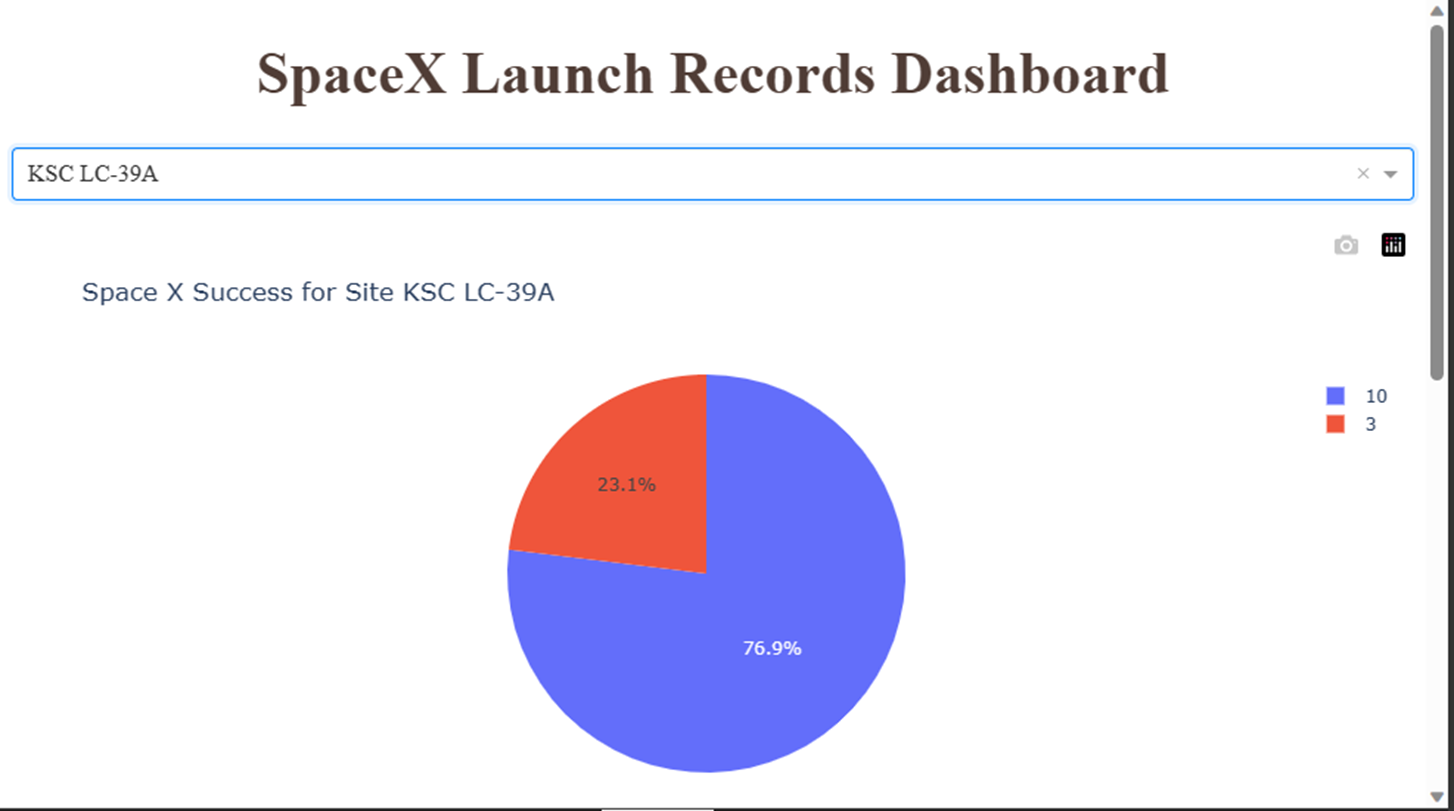 SpaceX Launch Records Dashboard
KSC LC-39A
Space X Success for Site KSC LC-39A
10
3
23.1%
76.9%